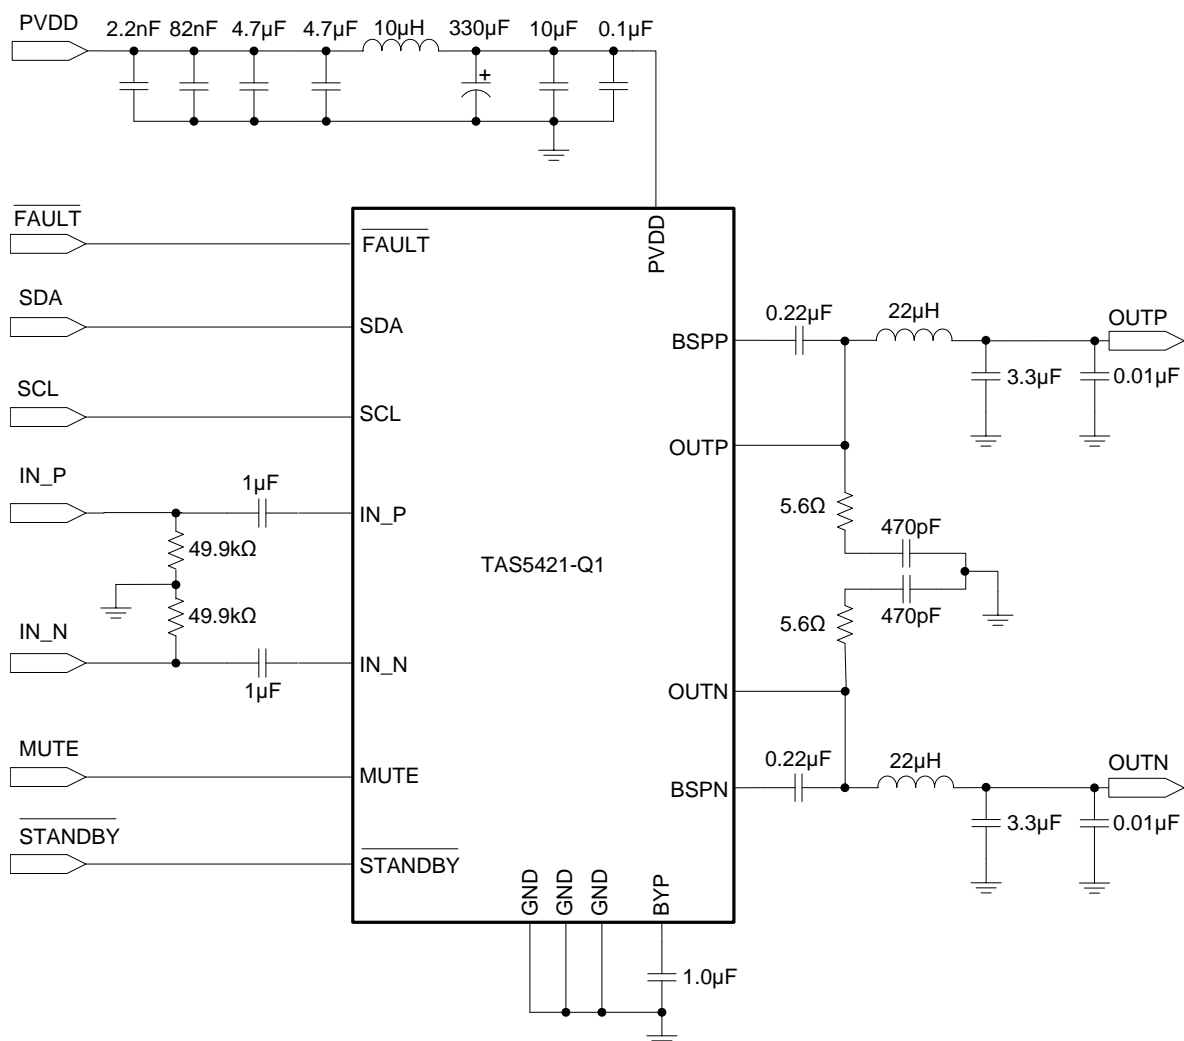 PVDD
2.2nF 82nF 4.7µF 4.7µF 10µH 330µF 10µF 0.1µF
+
FAULT
FAULT
PVDD
SDA
SDA
0.22µF
22µH
OUTP
BSPP
3.3µF
0.01µF
SCL
SCL
OUTP
IN_P
1µF
IN_P
5.6Ω
470pF
49.9kΩ
TAS5421-Q1
49.9kΩ
470pF
5.6Ω
IN_N
IN_N
1µF
OUTN
MUTE
MUTE
0.22µF
22µH
OUTN
BSPN
3.3µF
0.01µF
STANDBY
STANDBY
GND
GND
GND
BYP
1.0µF